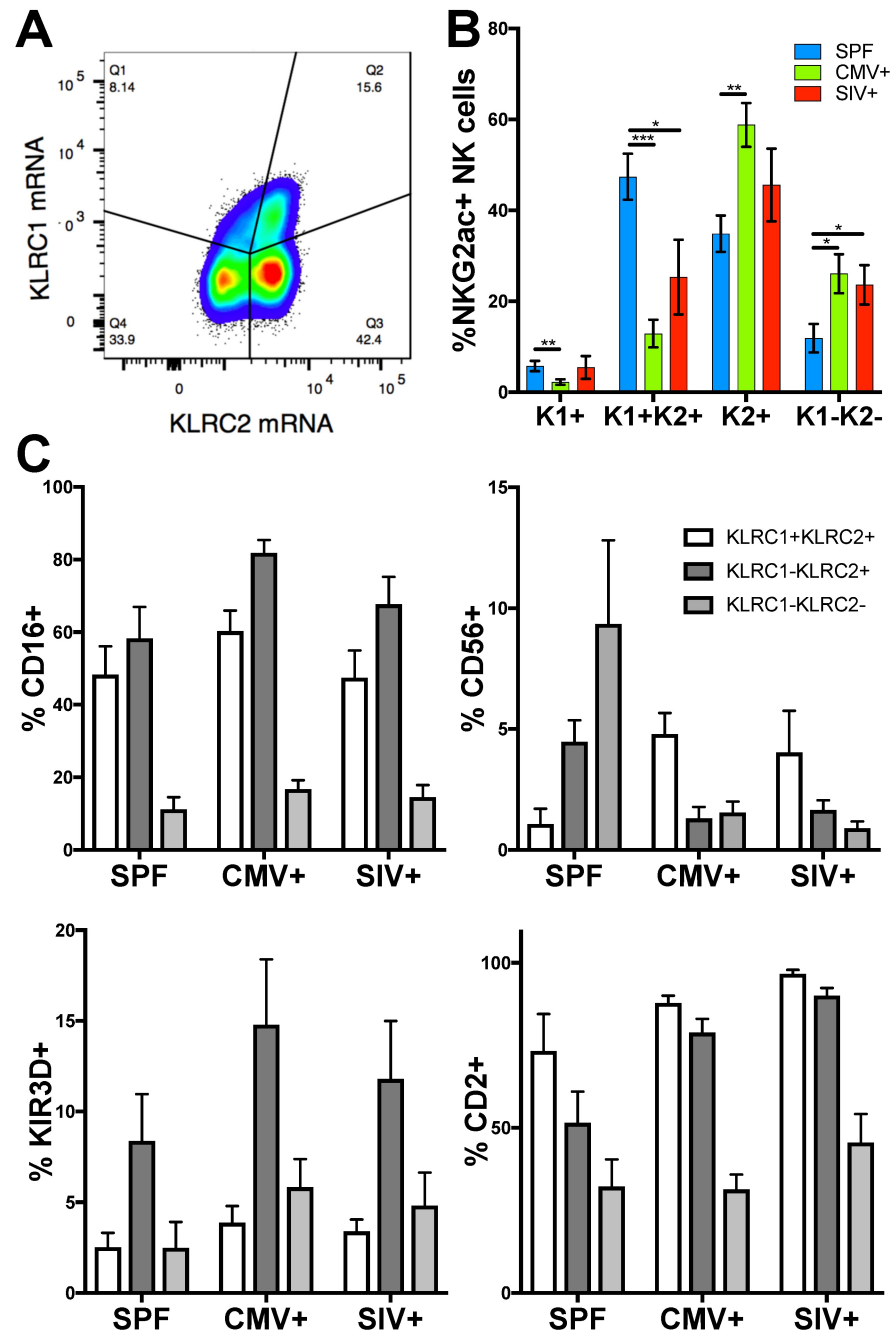 A
Q1
8.14
Q2
15.6
10^5
10^4
0^3
0
KLRC1 mRNA
Q4
33.9
Q3
42.4
0
10^4
10^5
KLRC2 mRNA
B
80
60
40
20
0
%NKG2ac+ NK cells
SPF
CMV+
SIV+
**
***
*
**
*
*
K1+
K1+K2+
K2+
K1-K2-
C
100
80
60
40
20
0
% CD16+
SPF
CMV+
SIV+
15
10
5
0
% CD56+
KLRC1+KLRC2+
KLRC1-KLRC2+
KLRC1-KLRC2-
SPF
CMV+
SIV+
20
15
10
5
0
% KIR3D+
SPF
CMV+
SIV+
100
50
0
% CD2+
SPF
CMV+
SIV+